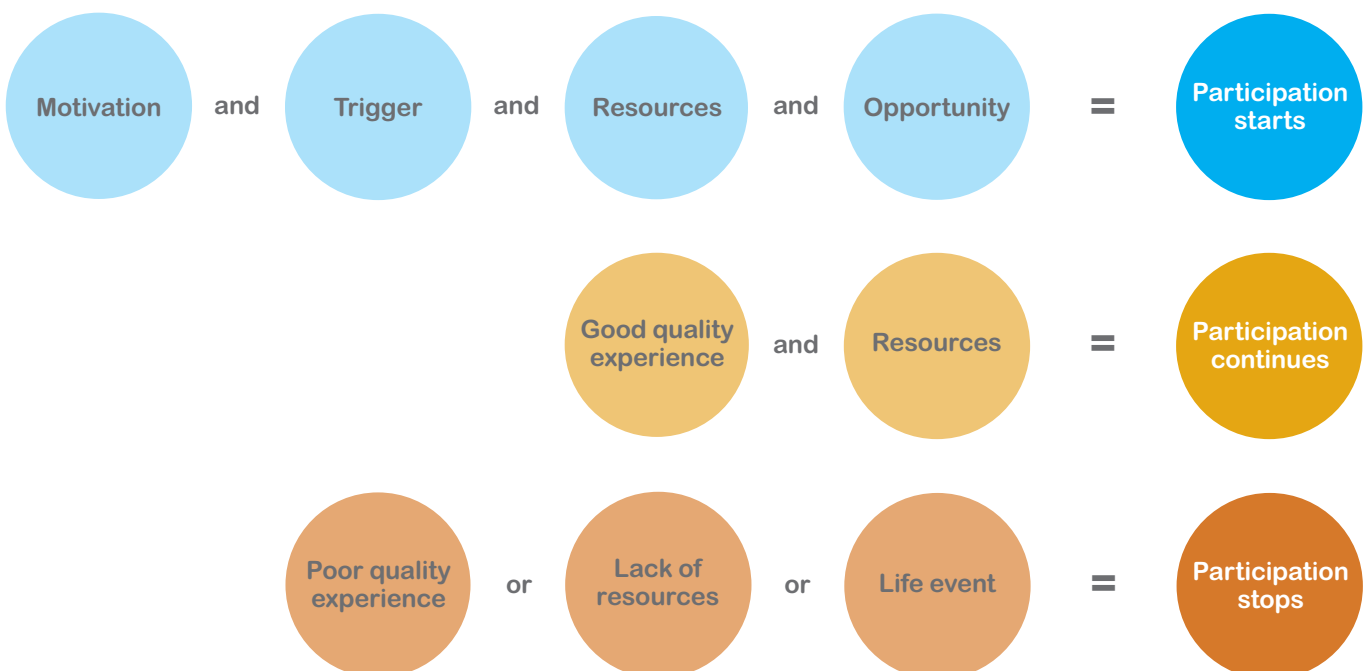 Motivation and Trigger and Resources and Opportunity = Participation
starts
Good quality
experience and Resources = Participation
continues
Poor quality
experience or Lack of
resources or Life event = Participation
stops